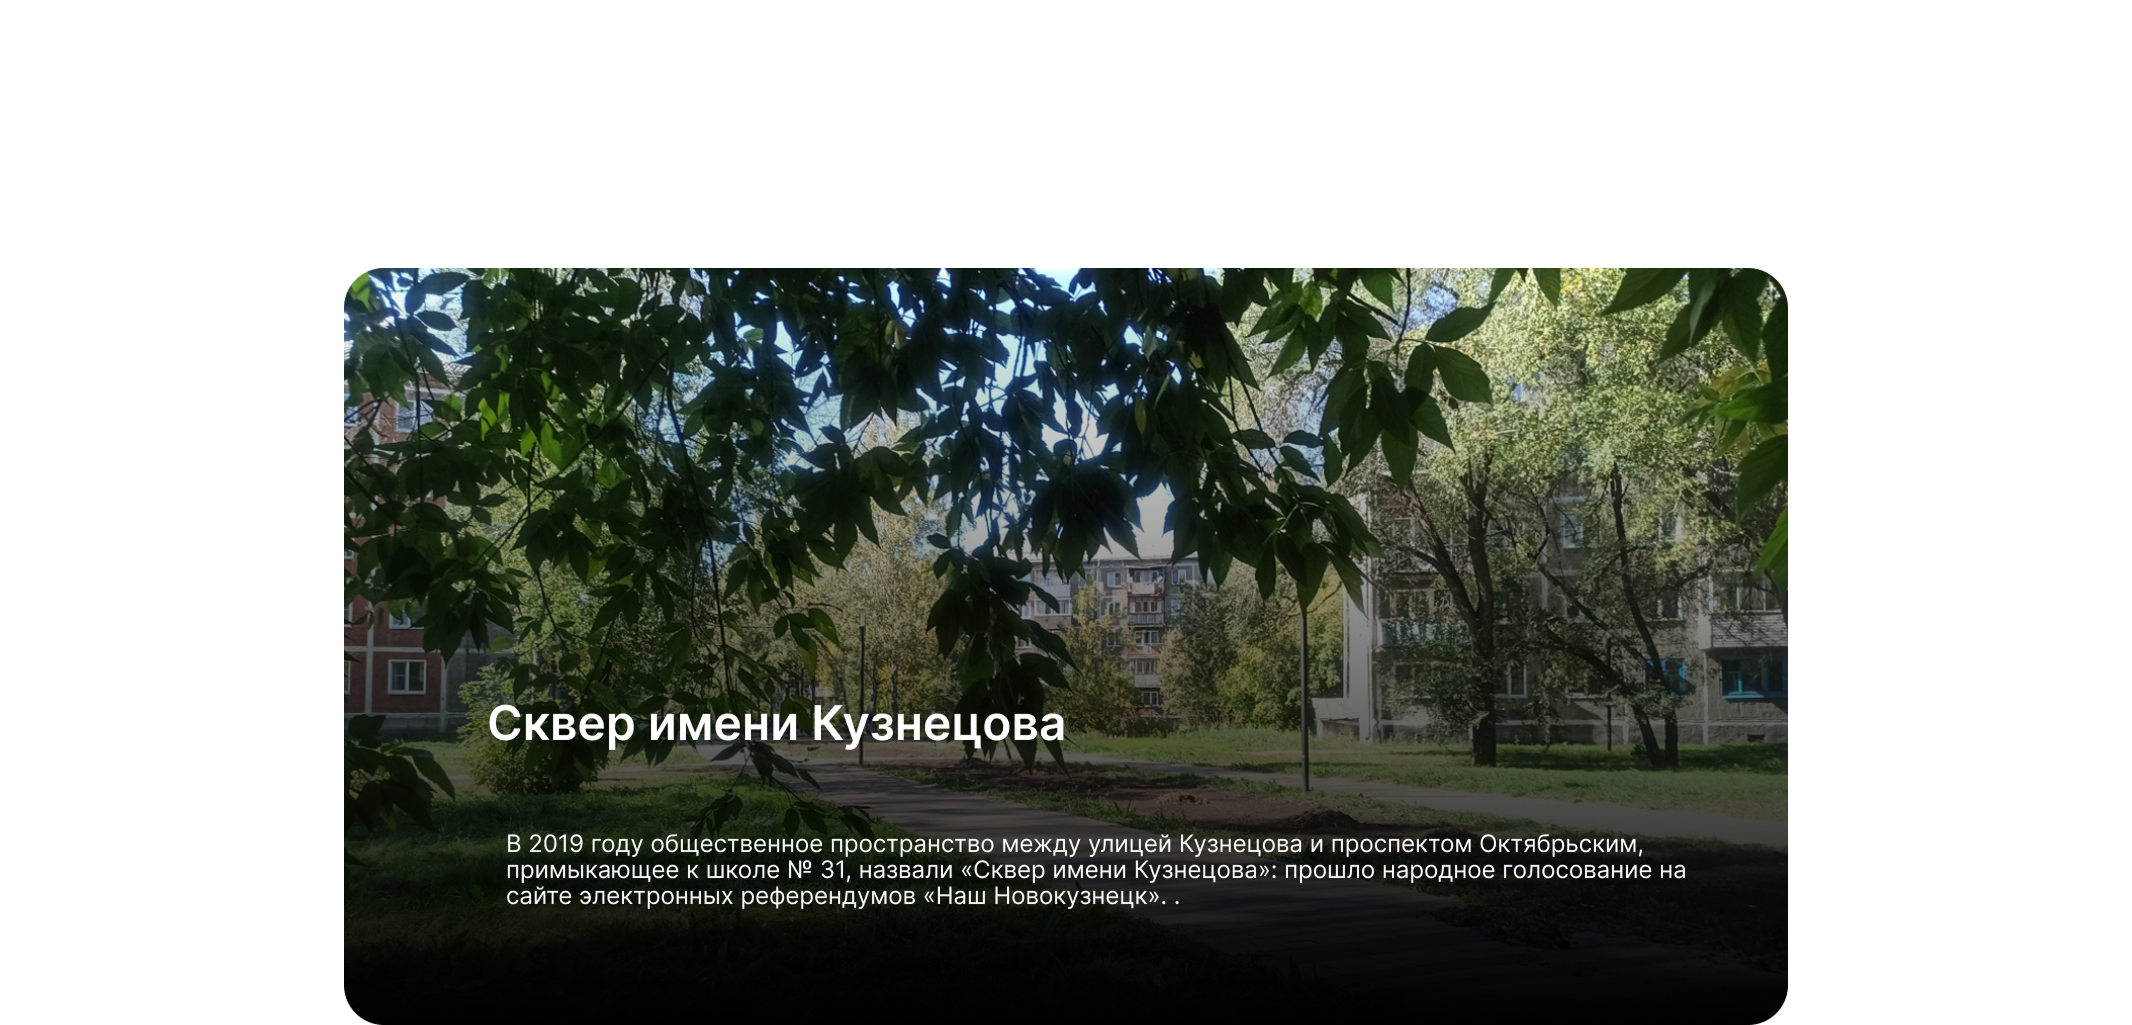 Сквер имени Кузнецова
В 2019 году общественное пространство между улицей Кузнецова и проспектом Октябрьским,
примыкающее к школе № 31, назвали «Сквер имени Кузнецова»: прошло народное голосование на
сайте электронных референдумов «Наш Новокузнецк». .